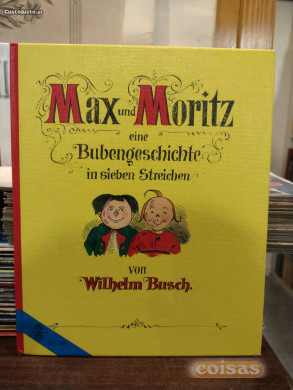 CustoJusto.pt
Max und Moritz
eine
Bubengeschichte
in sieben Streichen
von
Wilhelm Busch.
coisas